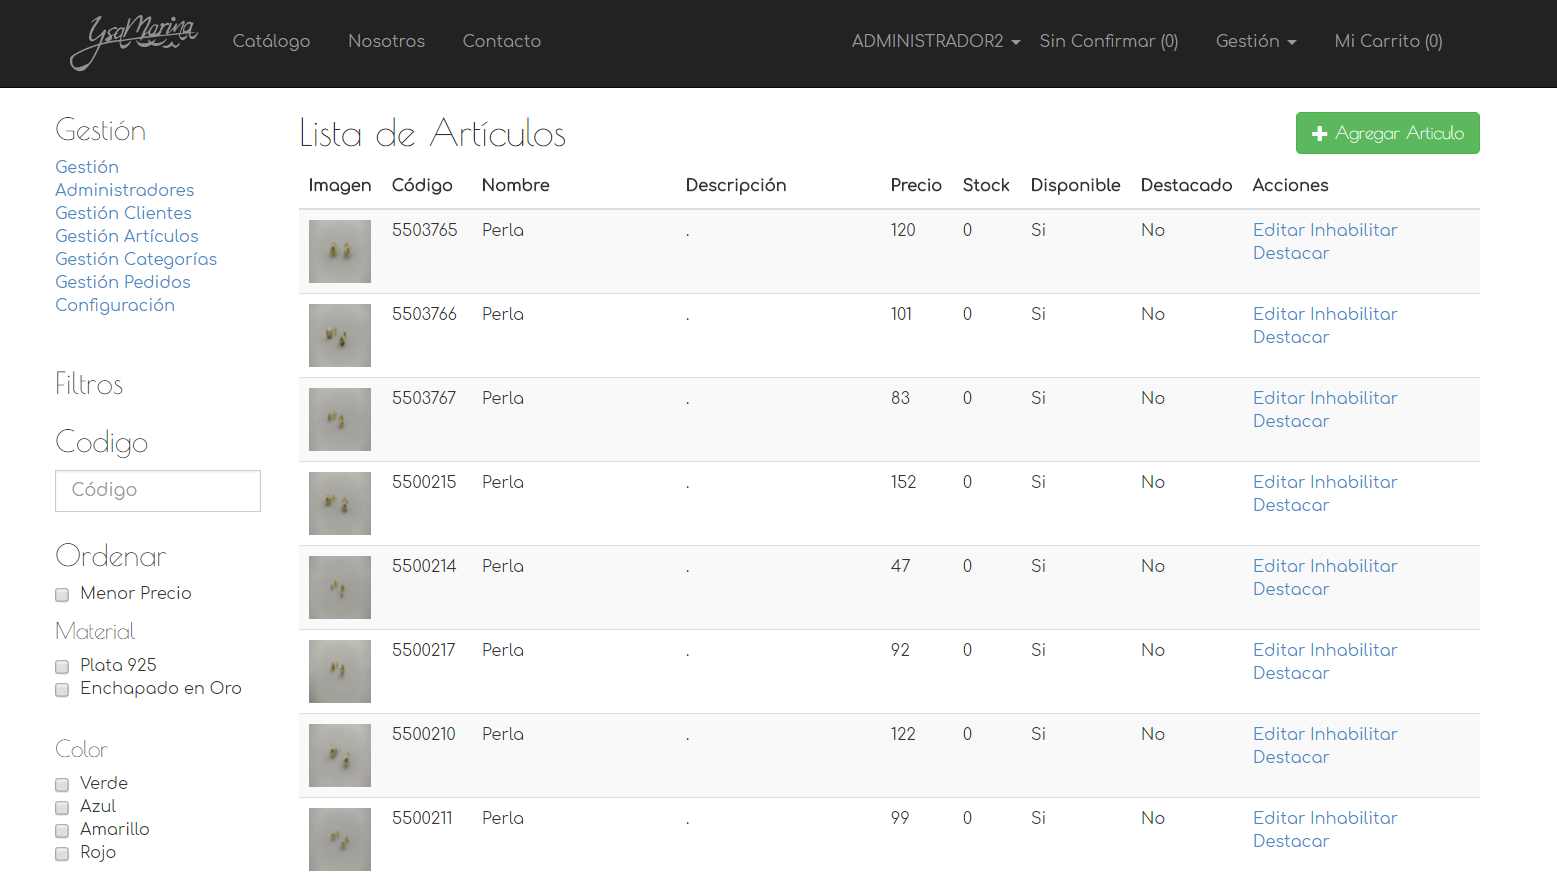 YsaMarina Catálogo Nosotros Contacto ADMINISTRADOR2 Sin Confirmar (0) Gestión Mi Carrito (0)
Gestión
Gestión
Administradores
Gestión Clientes
Gestión Artículos
Gestión Categorías
Gestión Pedidos
Configuración
Filtros
Codigo
Código
Ordenar
Menor Precio
Material
Plata 925
Enchapado en Oro
Color
Verde
Azul
Amarillo
Rojo
Lista de Artículos
Agregar Articulo
Imagen Código Nombre Descripción Precio Stock Disponible Destacado Acciones
5503765 Perla . 120 0 Si No Editar Inhabilitar
Destacar
5503766 Perla . 101 0 Si No Editar Inhabilitar
Destacar
5503767 Perla . 83 0 Si No Editar Inhabilitar
Destacar
5500215 Perla . 152 0 Si No Editar Inhabilitar
Destacar
5500214 Perla . 47 0 Si No Editar Inhabilitar
Destacar
5500217 Perla . 92 0 Si No Editar Inhabilitar
Destacar
5500210 Perla . 122 0 Si No Editar Inhabilitar
Destacar
5500211 Perla . 99 0 Si No Editar Inhabilitar
Destacar